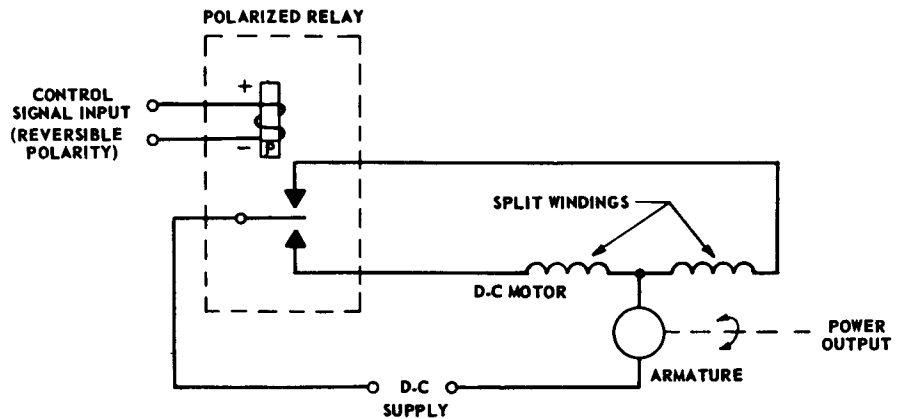 POLARIZED RELAY
CONTROL
SIGNAL INPUT
(REVERSIBLE
POLARITY)
+
−
P
SPLIT WINDINGS
D-C MOTOR
POWER
OUTPUT
ARMATURE
D-C
SUPPLY